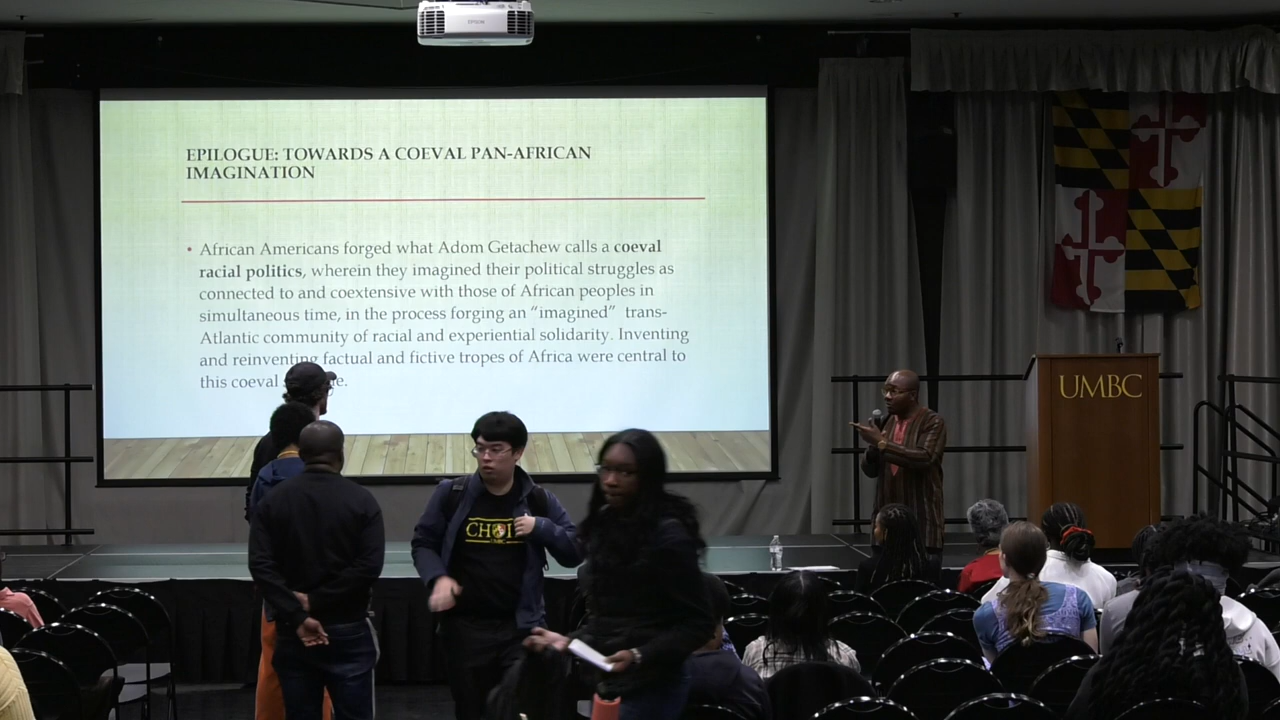 EPSON
EPILOGUE: TOWARDS A COEVAL PAN-AFRICAN
IMAGINATION
• African Americans forged what Adom Getachew calls a coeval
racial politics, wherein they imagined their political struggles as
connected to and coextensive with those of African peoples in
simultaneous time, in the process forging an “imagined” trans-
Atlantic community of racial and experiential solidarity. Inventing
and reinventing factual and fictive tropes of Africa were central to
this coeval
UMBC
CHOI
UMBC